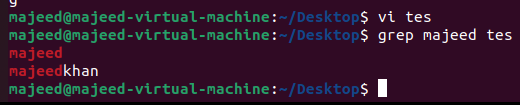 majeed@majeed-virtual-machine:~/Desktop$ vi tes
majeed@majeed-virtual-machine:~/Desktop$ grep majeed tes
majeed
majeedkhan
majeed@majeed-virtual-machine:~/Desktop$